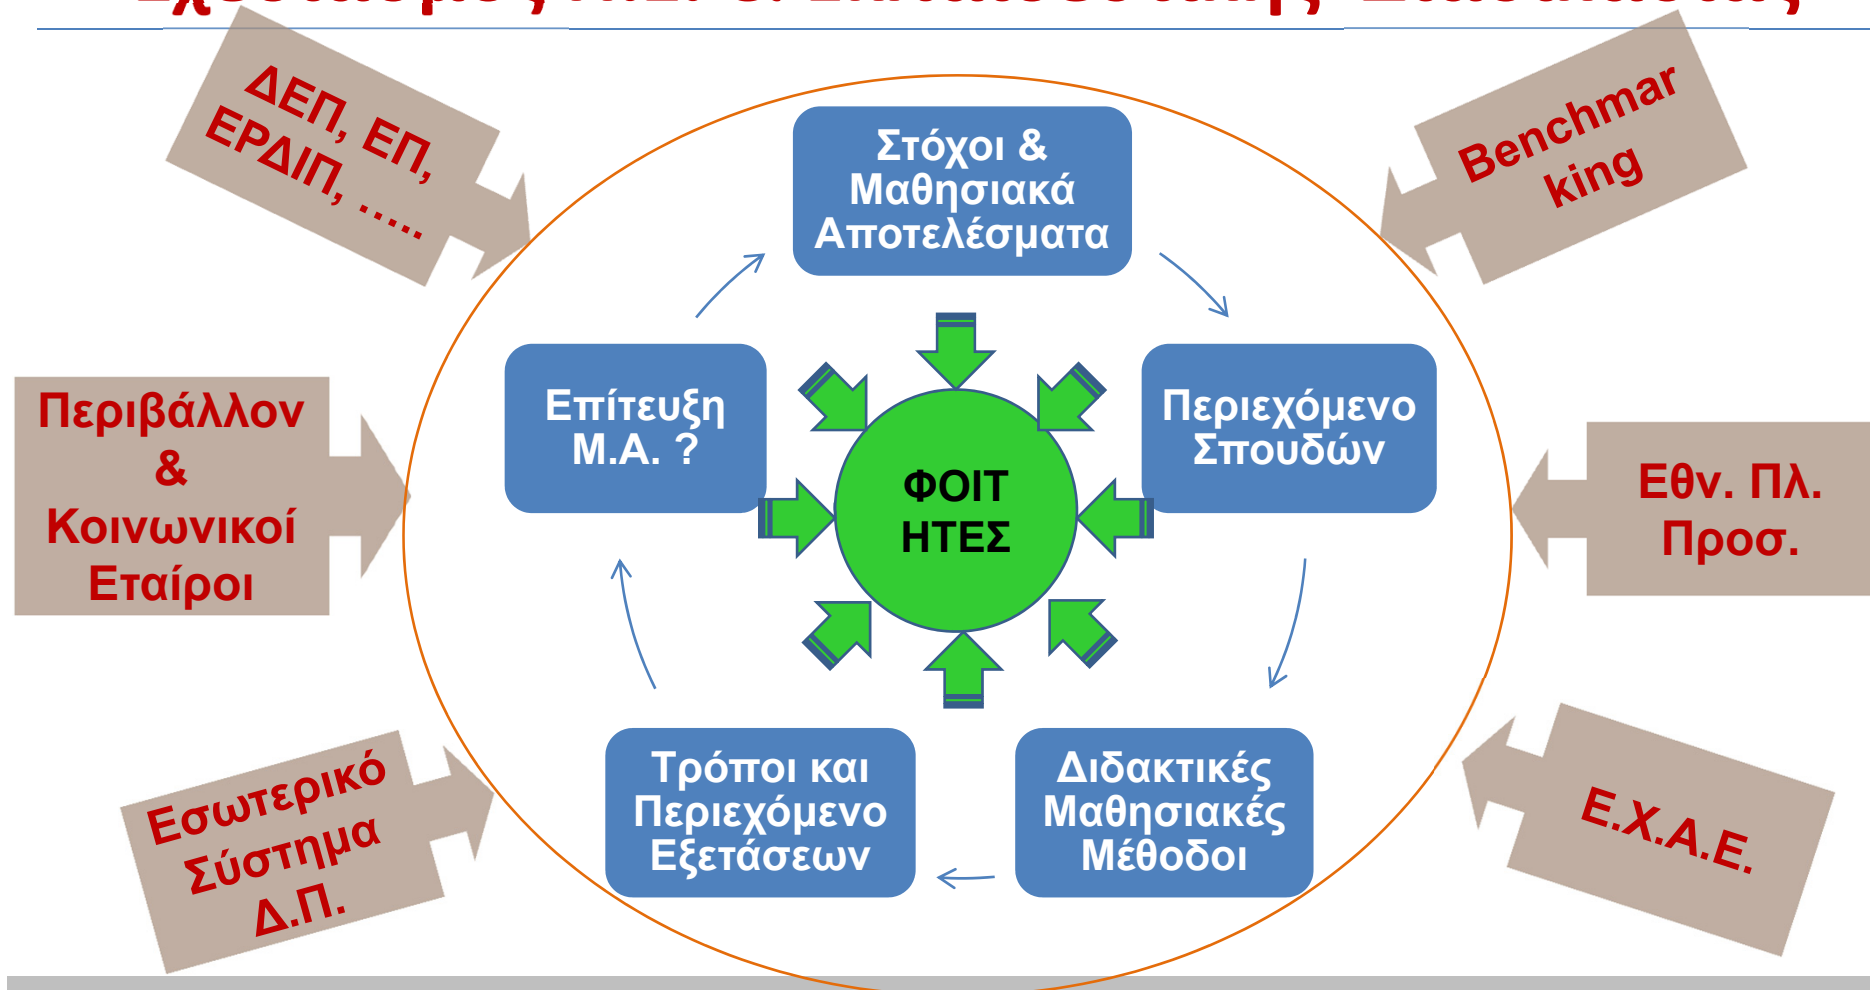 ΔΕΠ, ΕΠ,
ΕΡΔΙΠ, .....
Benchmar
king
Στόχοι &
Μαθησιακά
Αποτελέσματα
Επίτευξη
Μ.Α. ?
Περιεχόμενο
Σπουδών
Περιβάλλον
&
Κοινωνικοί
Εταίροι
ΦΟΙΤ
ΗΤΕΣ
Εθν. Πλ.
Προσ.
Τρόποι και
Περιεχόμενο
Εξετάσεων
Διδακτικές
Μαθησιακές
Μέθοδοι
Εσωτερικό
Σύστημα
Δ.Π.
Ε.Χ.Α.Ε.